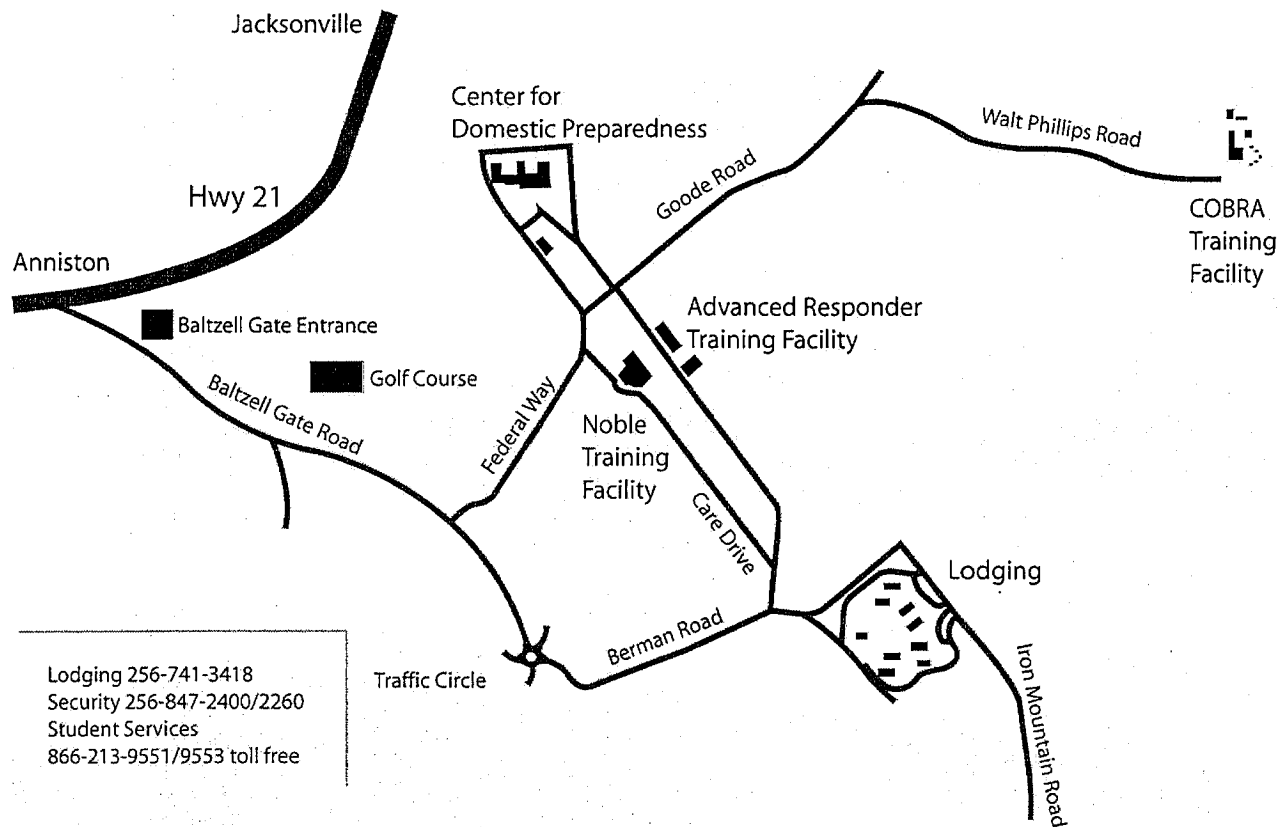 Jacksonville
Center for
Domestic Preparedness
Walt Phillips Road
Goode Road
Hwy 21
COBRA
Training
Facility
Anniston
Baltzell Gate Entrance
Advanced Responder
Training Facility
Golf Course
Baltzell Gate Road
Federal Way
Noble
Training
Facility
Care Drive
Lodging
Berman Road
Iron Mountain Road
Traffic Circle
Lodging 256-741-3418
Security 256-847-2400/2260
Student Services
866-213-9551/9553 toll free